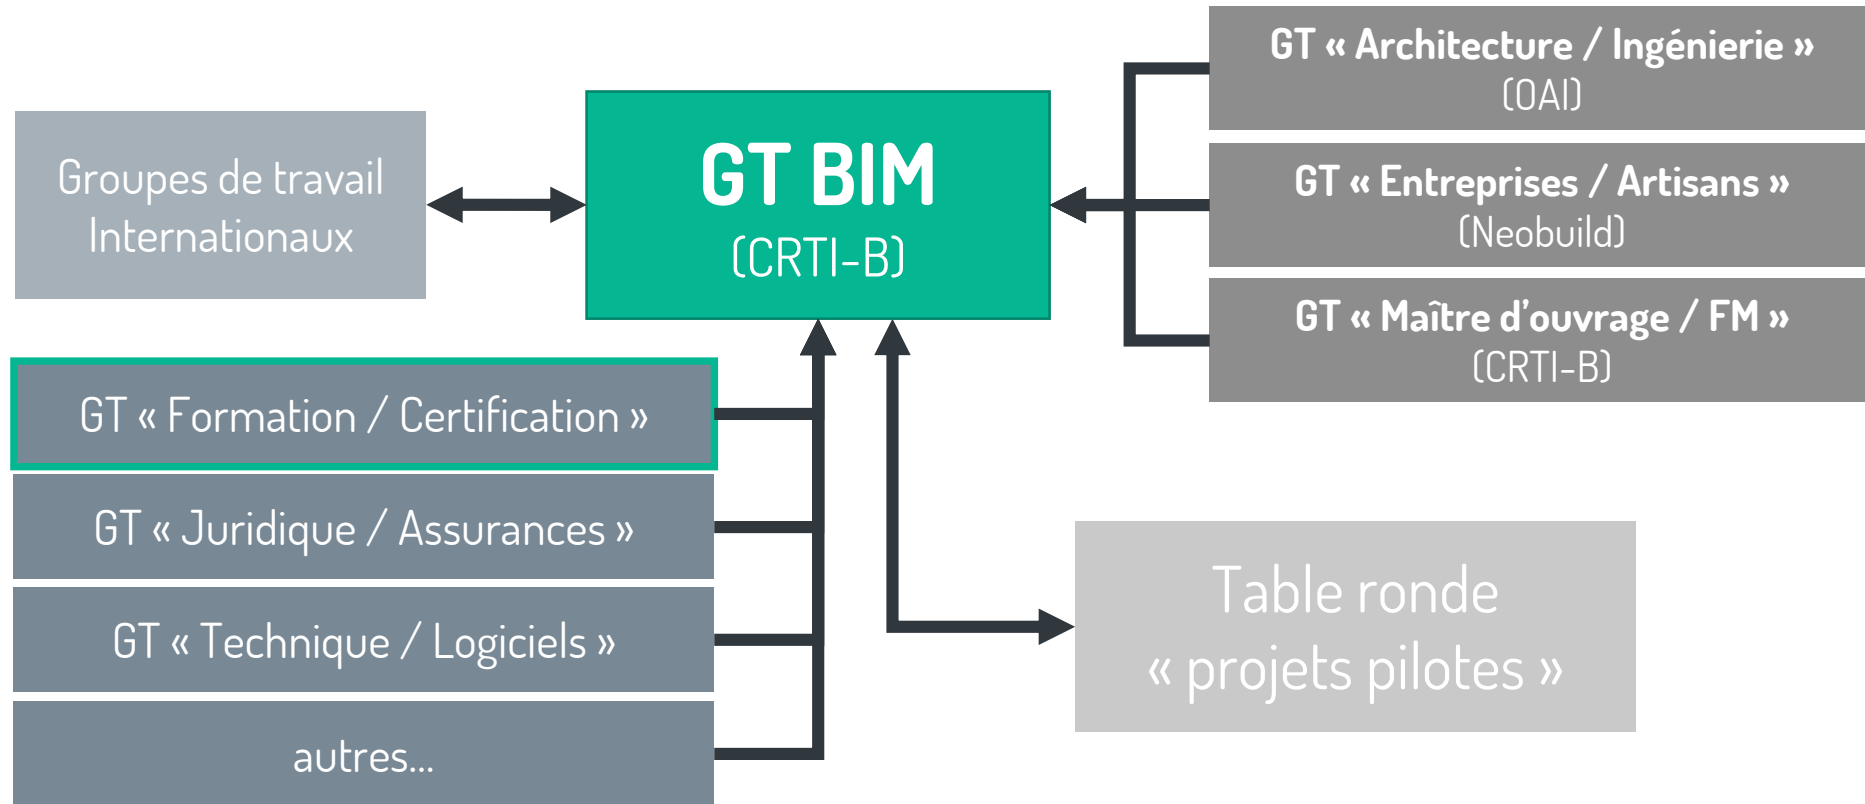 Groupes de travail
Internationaux
GT BIM
(CRTI-B)
GT « Architecture / Ingénierie »
(OAI)
GT « Entreprises / Artisans »
(Neobuild)
GT « Maître d’ouvrage / FM »
(CRTI-B)
GT « Formation / Certification »
GT « Juridique / Assurances »
GT « Technique / Logiciels »
autres...
Table ronde
« projets pilotes »